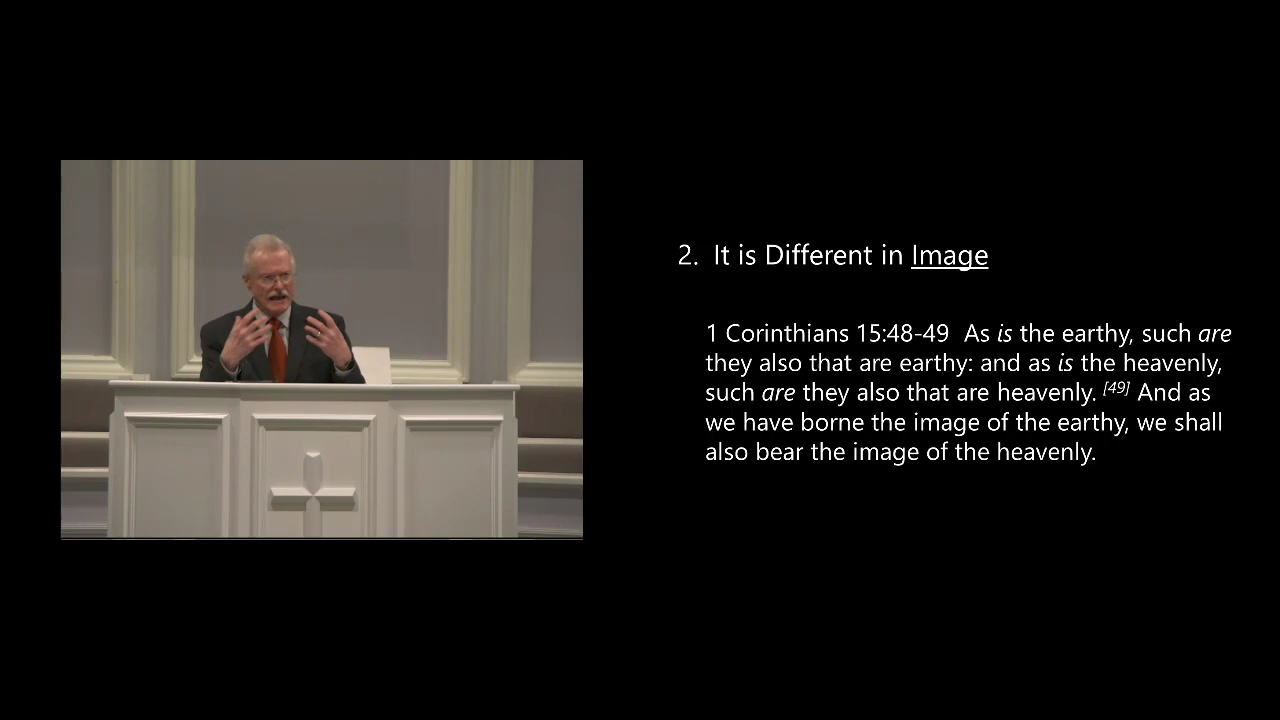 2. It is Different in Image
1 Corinthians 15:48-49 As is the earthy, such are
they also that are earthy: and as is the heavenly,
such are they also that are heavenly. [49] And as
we have borne the image of the earthy, we shall
also bear the image of the heavenly.